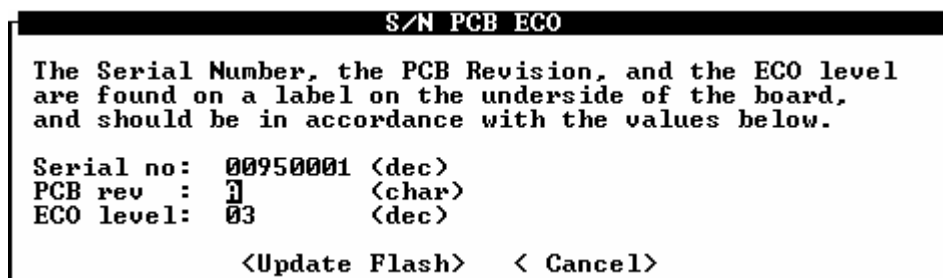 S/N PCB ECO
The Serial Number, the PCB Revision, and the ECO level
are found on a label on the underside of the board,
and should be in accordance with the values below.
Serial no: 00950001 (dec)
PCB rev : (char)
ECO level: 03 (dec)
<Update Flash> < Cancel>